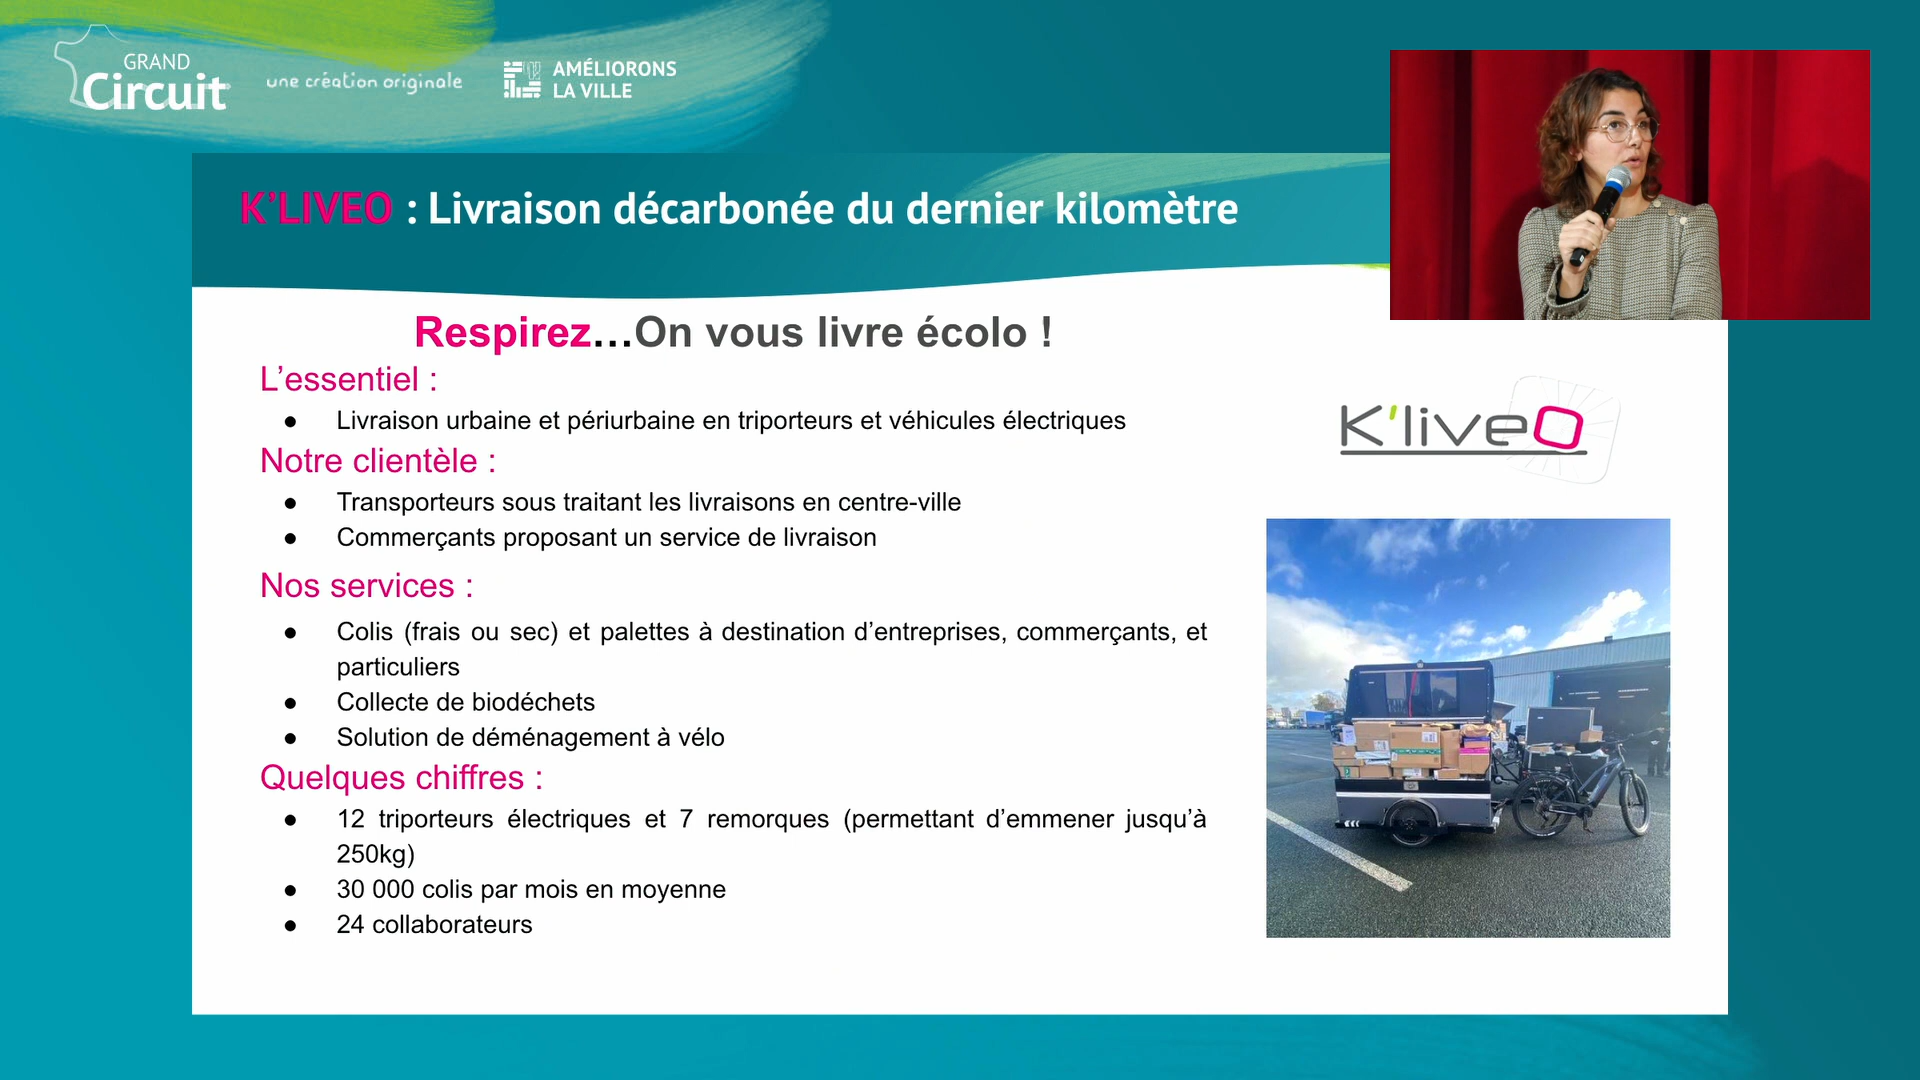 GRAND
Circuit
une création originale
AMÉLIORONS
LA VILLE
K'LIVEO : Livraison décarbonée du dernier kilomètre
Respirez…On vous livre écolo !
L’essentiel :
● Livraison urbaine et périurbaine en triporteurs et véhicules électriques
Notre clientèle :
● Transporteurs sous traitant les livraisons en centre-ville
● Commerçants proposant un service de livraison
Nos services :
● Colis (frais ou sec) et palettes à destination d’entreprises, commerçants, et
particuliers
● Collecte de biodéchets
● Solution de déménagement à vélo
Quelques chiffres :
● 12 triporteurs électriques et 7 remorques (permettant d’emmener jusqu’à
250kg)
● 30 000 colis par mois en moyenne
● 24 collaborateurs
K'liveO